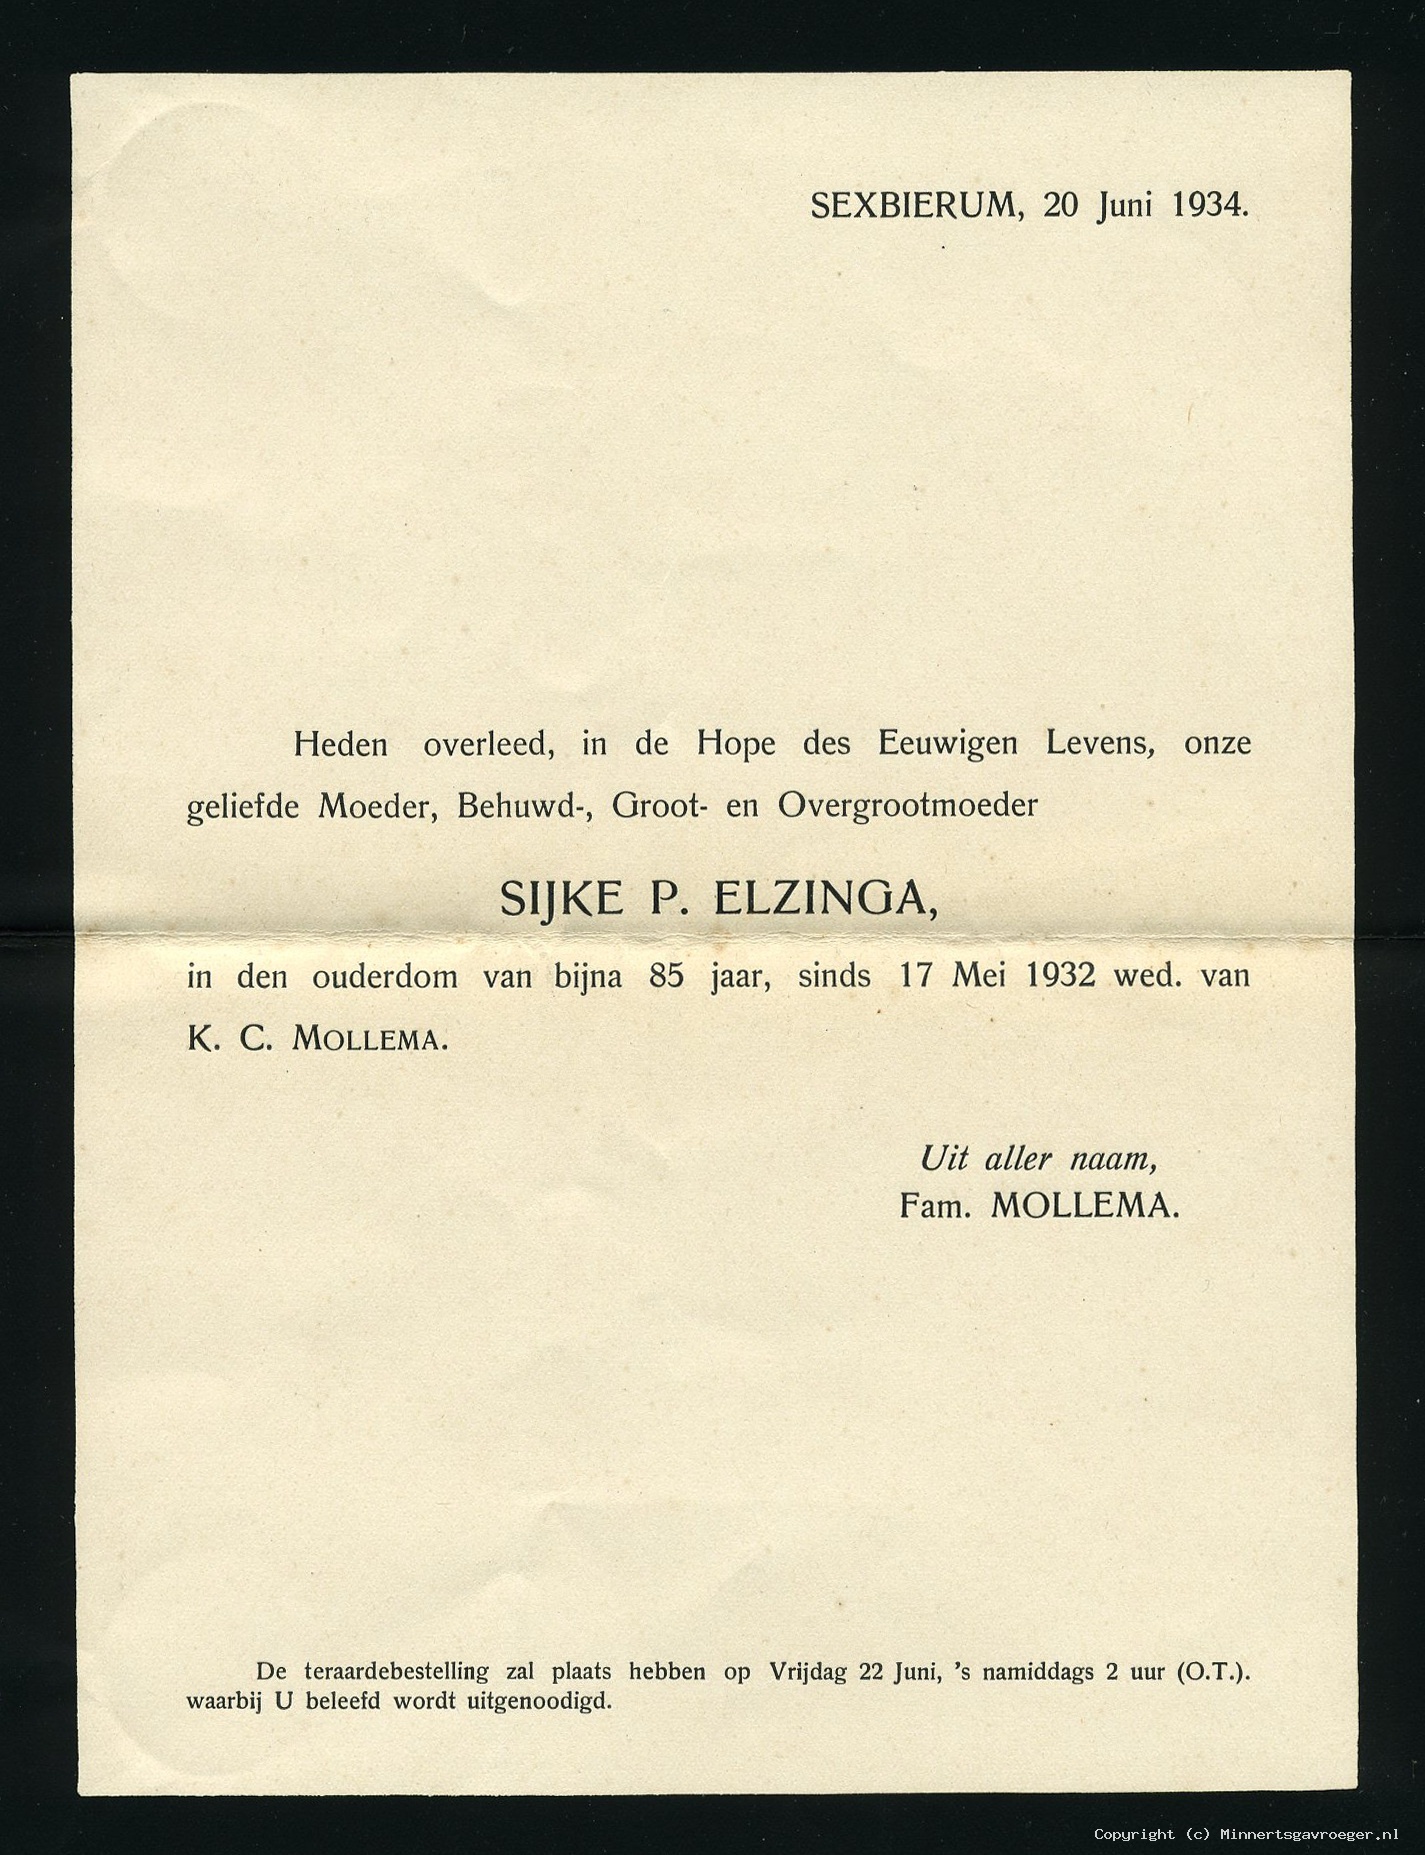 SEXBIERUM, 20 Juni 1934.
Heden overleed, in de Hope des Eeuwigen Levens, onze
geliefde Moeder, Behuwd-, Groot- en Overgrootmoeder
SIJKE P. ELZINGA,
in den ouderdom van bijna 85 jaar, sinds 17 Mei 1932 wed. van
K. C. MOLLEMA.
Uit aller naam,
Fam. MOLLEMA.
De teraardebestelling zal plaats hebben op Vrijdag 22 Juni, ’s namiddags 2 uur (O.T.).
waarbij U beleefd wordt uitgenoodigd.
Copyright (c) Minnertsgavroeger.nl